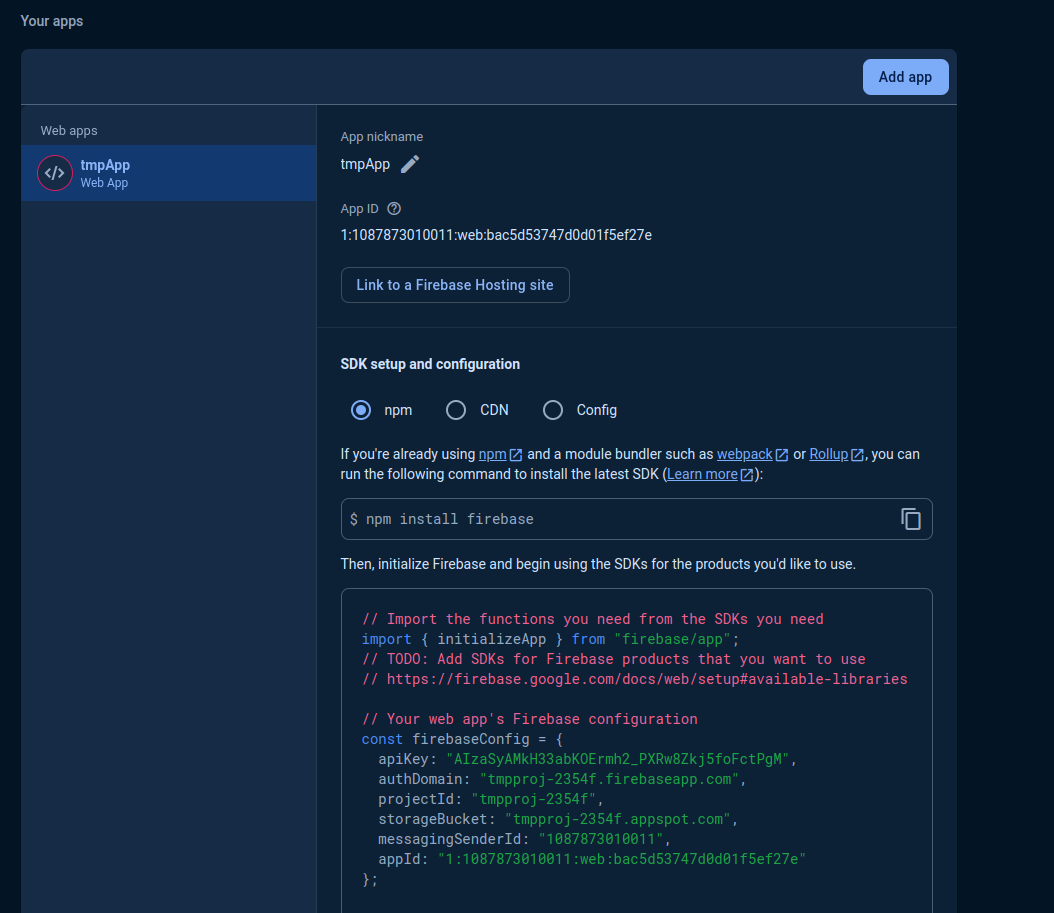 Your apps
Add app
Web apps
</> tmpApp
Web App
App nickname
tmpApp
App ID
1:1087873010011:web:bac5d53747d0d01f5ef27e
Link to a Firebase Hosting site
SDK setup and configuration
npm CDN Config
If you're already using npm and a module bundler such as webpack or Rollup, you can
run the following command to install the latest SDK (Learn more):
$ npm install firebase
Then, initialize Firebase and begin using the SDKs for the products you'd like to use.
// Import the functions you need from the SDKs you need
import { initializeApp } from "firebase/app";
// TODO: Add SDKs for Firebase products that you want to use
// https://firebase.google.com/docs/web/setup#available-libraries
// Your web app's Firebase configuration
const firebaseConfig = {
  apiKey: "AIzaSyAMkH33abKOErmh2_PXRw8Zkj5foFctPgM",
  authDomain: "tmpproj-2354f.firebaseapp.com",
  projectId: "tmpproj-2354f",
  storageBucket: "tmpproj-2354f.appspot.com",
  messagingSenderId: "1087873010011",
  appId: "1:1087873010011:web:bac5d53747d0d01f5ef27e"
};